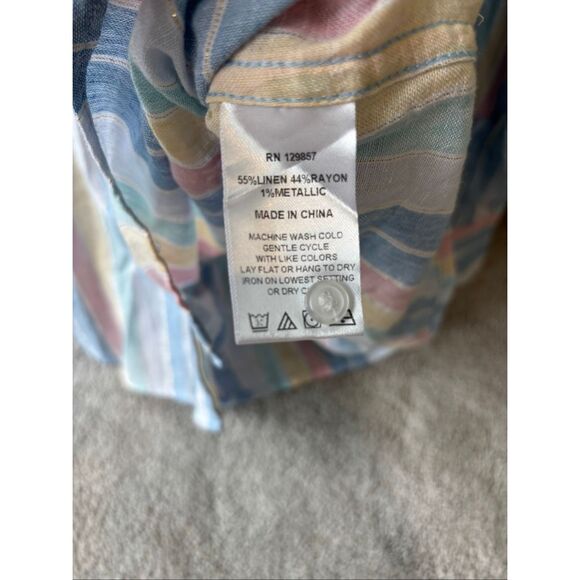 RN 129857
55%LINEN 44%RAYON
1%METALLIC
MADE IN CHINA
MACHINE WASH COLD
GENTLE CYCLE
WITH LIKE COLORS
LAY FLAT OR HANG TO DRY
IRON ON LOWEST SETTING
OR DRY